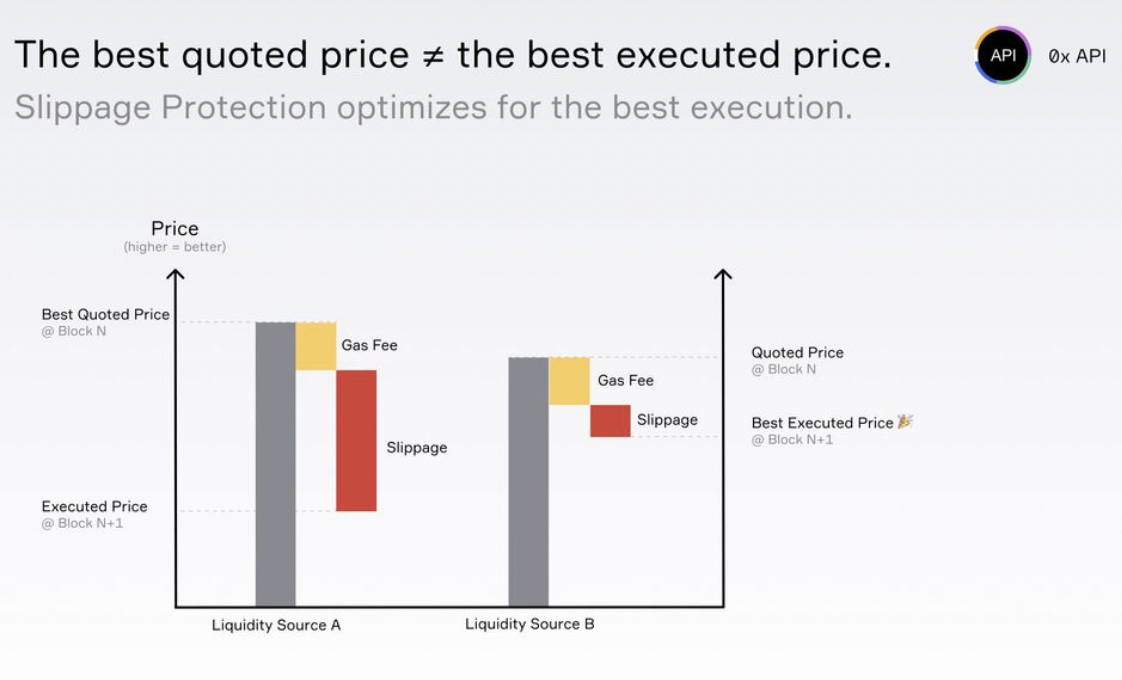 The best quoted price ≠ the best executed price.
API
0x API
Slippage Protection optimizes for the best execution.
Price
(higher = better)
Best Quoted Price
@ Block N
Gas Fee
Slippage
Executed Price
@ Block N+1
Gas Fee
Slippage
Quoted Price
@ Block N
Best Executed Price 🎉
@ Block N+1
Liquidity Source A
Liquidity Source B